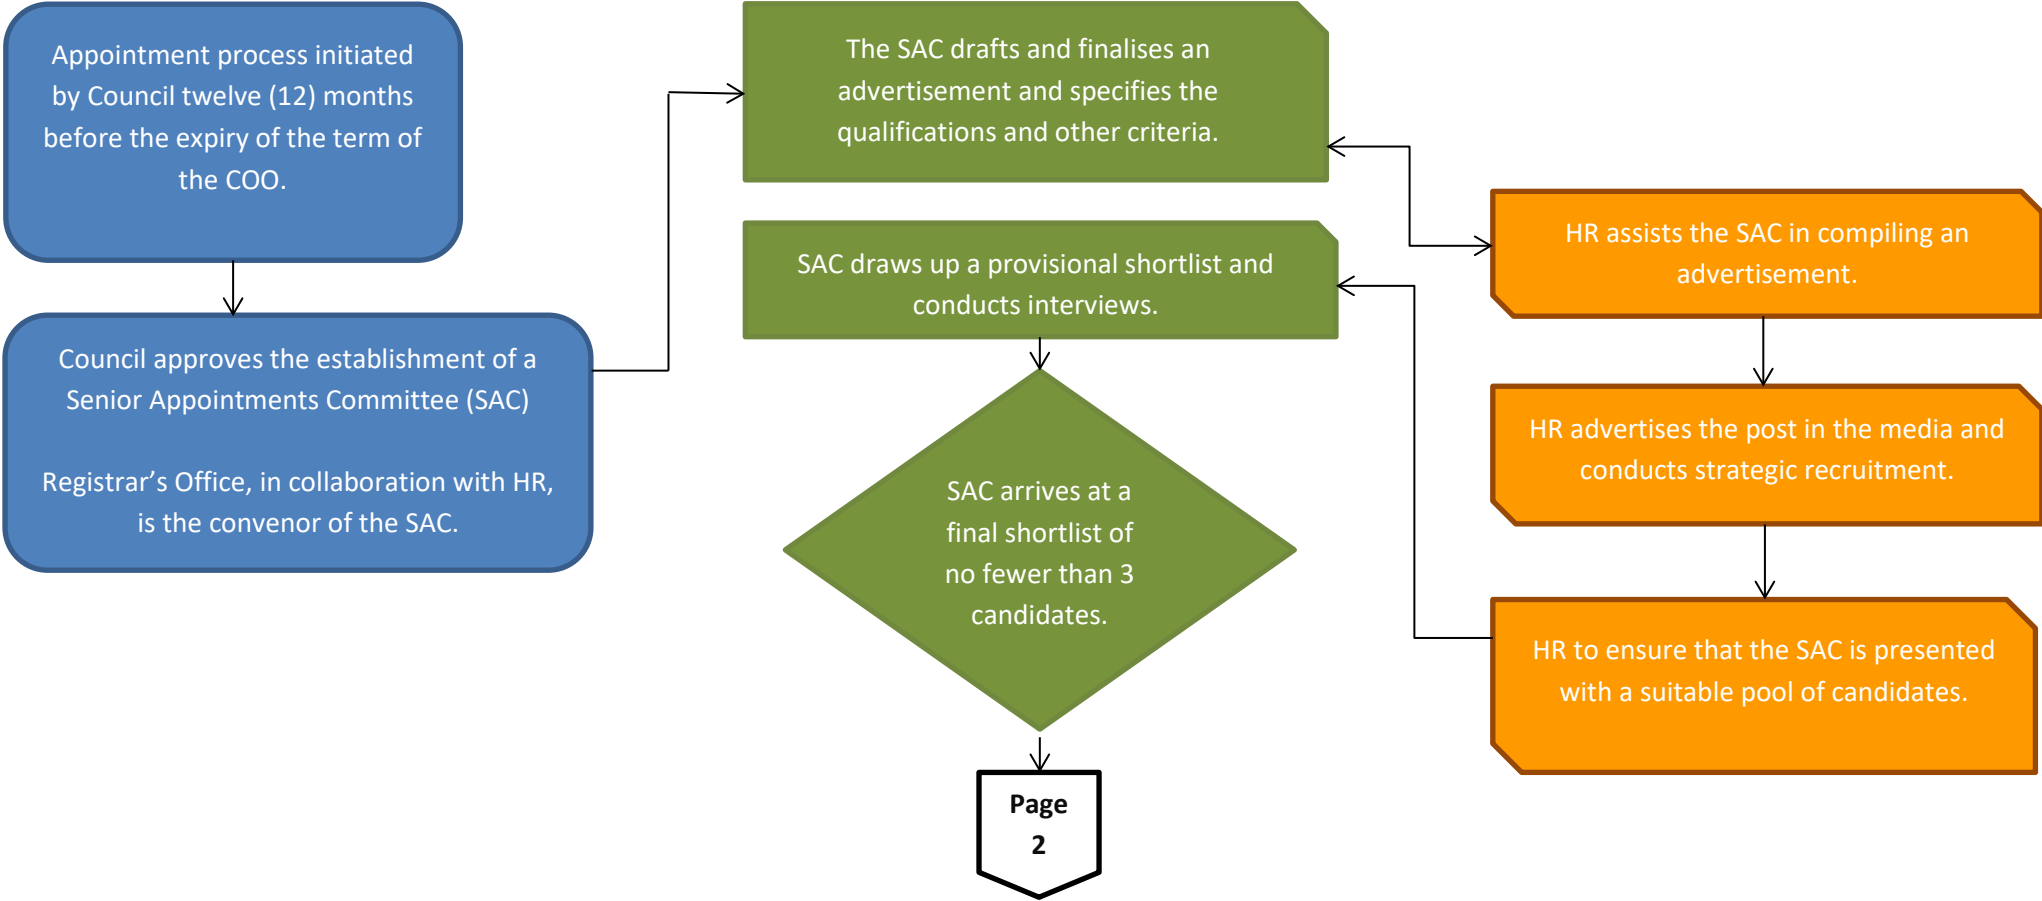 Appointment process initiated
by Council twelve (12) months
before the expiry of the term of
the COO.
Council approves the establishment of a
Senior Appointments Committee (SAC)
Registrar’s Office, in collaboration with HR,
is the convenor of the SAC.
The SAC drafts and finalises an
advertisement and specifies the
qualifications and other criteria.
SAC draws up a provisional shortlist and
conducts interviews.
SAC arrives at a
final shortlist of
no fewer than 3
candidates.
Page
2
HR assists the SAC in compiling an
advertisement.
HR advertises the post in the media and
conducts strategic recruitment.
HR to ensure that the SAC is presented
with a suitable pool of candidates.